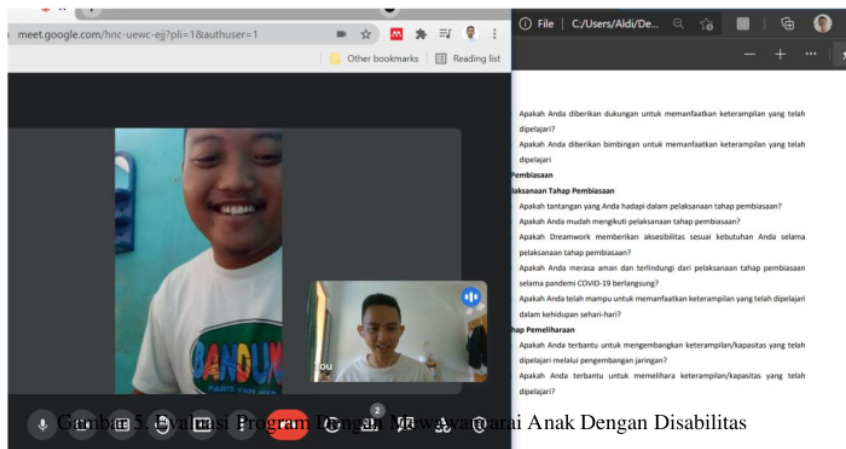 meet.google.com/hnc-uewc-ejj?pli=1&authuser=1
Other bookmarks
Reading list
File
C:/Users/Aldi/De...
Apakah Anda diberikan dukungan untuk memanfaatkan keterampilan yang telah
dipelajari?
Apakah Anda diberikan bimbingan untuk memanfaatkan keterampilan yang telah
dipelajari
Pembiasaan
laksanaan Tahap Pembiasaan
Apakah tantangan yang Anda hadapi dalam pelaksanaan tahap pembiasaan?
Apakah Anda mudah mengikuti pelaksanaan tahap pembiasaan?
Apakah Dreamwork memberikan aksesibilitas sesuai kebutuhan Anda selama
pelaksanaan tahap pembiasaan?
Apakah Anda merasa aman dan terlindungi dari pelaksanaan tahap pembiasaan
selama pandemi COVID-19 berlangsung?
Apakah Anda telah mampu untuk memanfaatkan keterampilan yang telah dipelajari
dalam kehidupan sehari-hari?
hap Pemeliharaan
Apakah Anda terbantu untuk mengembangkan keterampilan/kapasitas yang telah
dipelajari melalui pengembangan jaringan?
Apakah Anda terbantu untuk memelihara keterampilan/kapasitas yang telah
dipelajari?
BANDUN
PARIS VAN JAVA
You
2
Gambar 5. Evaluasi Program Dengan Mewawancarai Anak Dengan Disabilitas